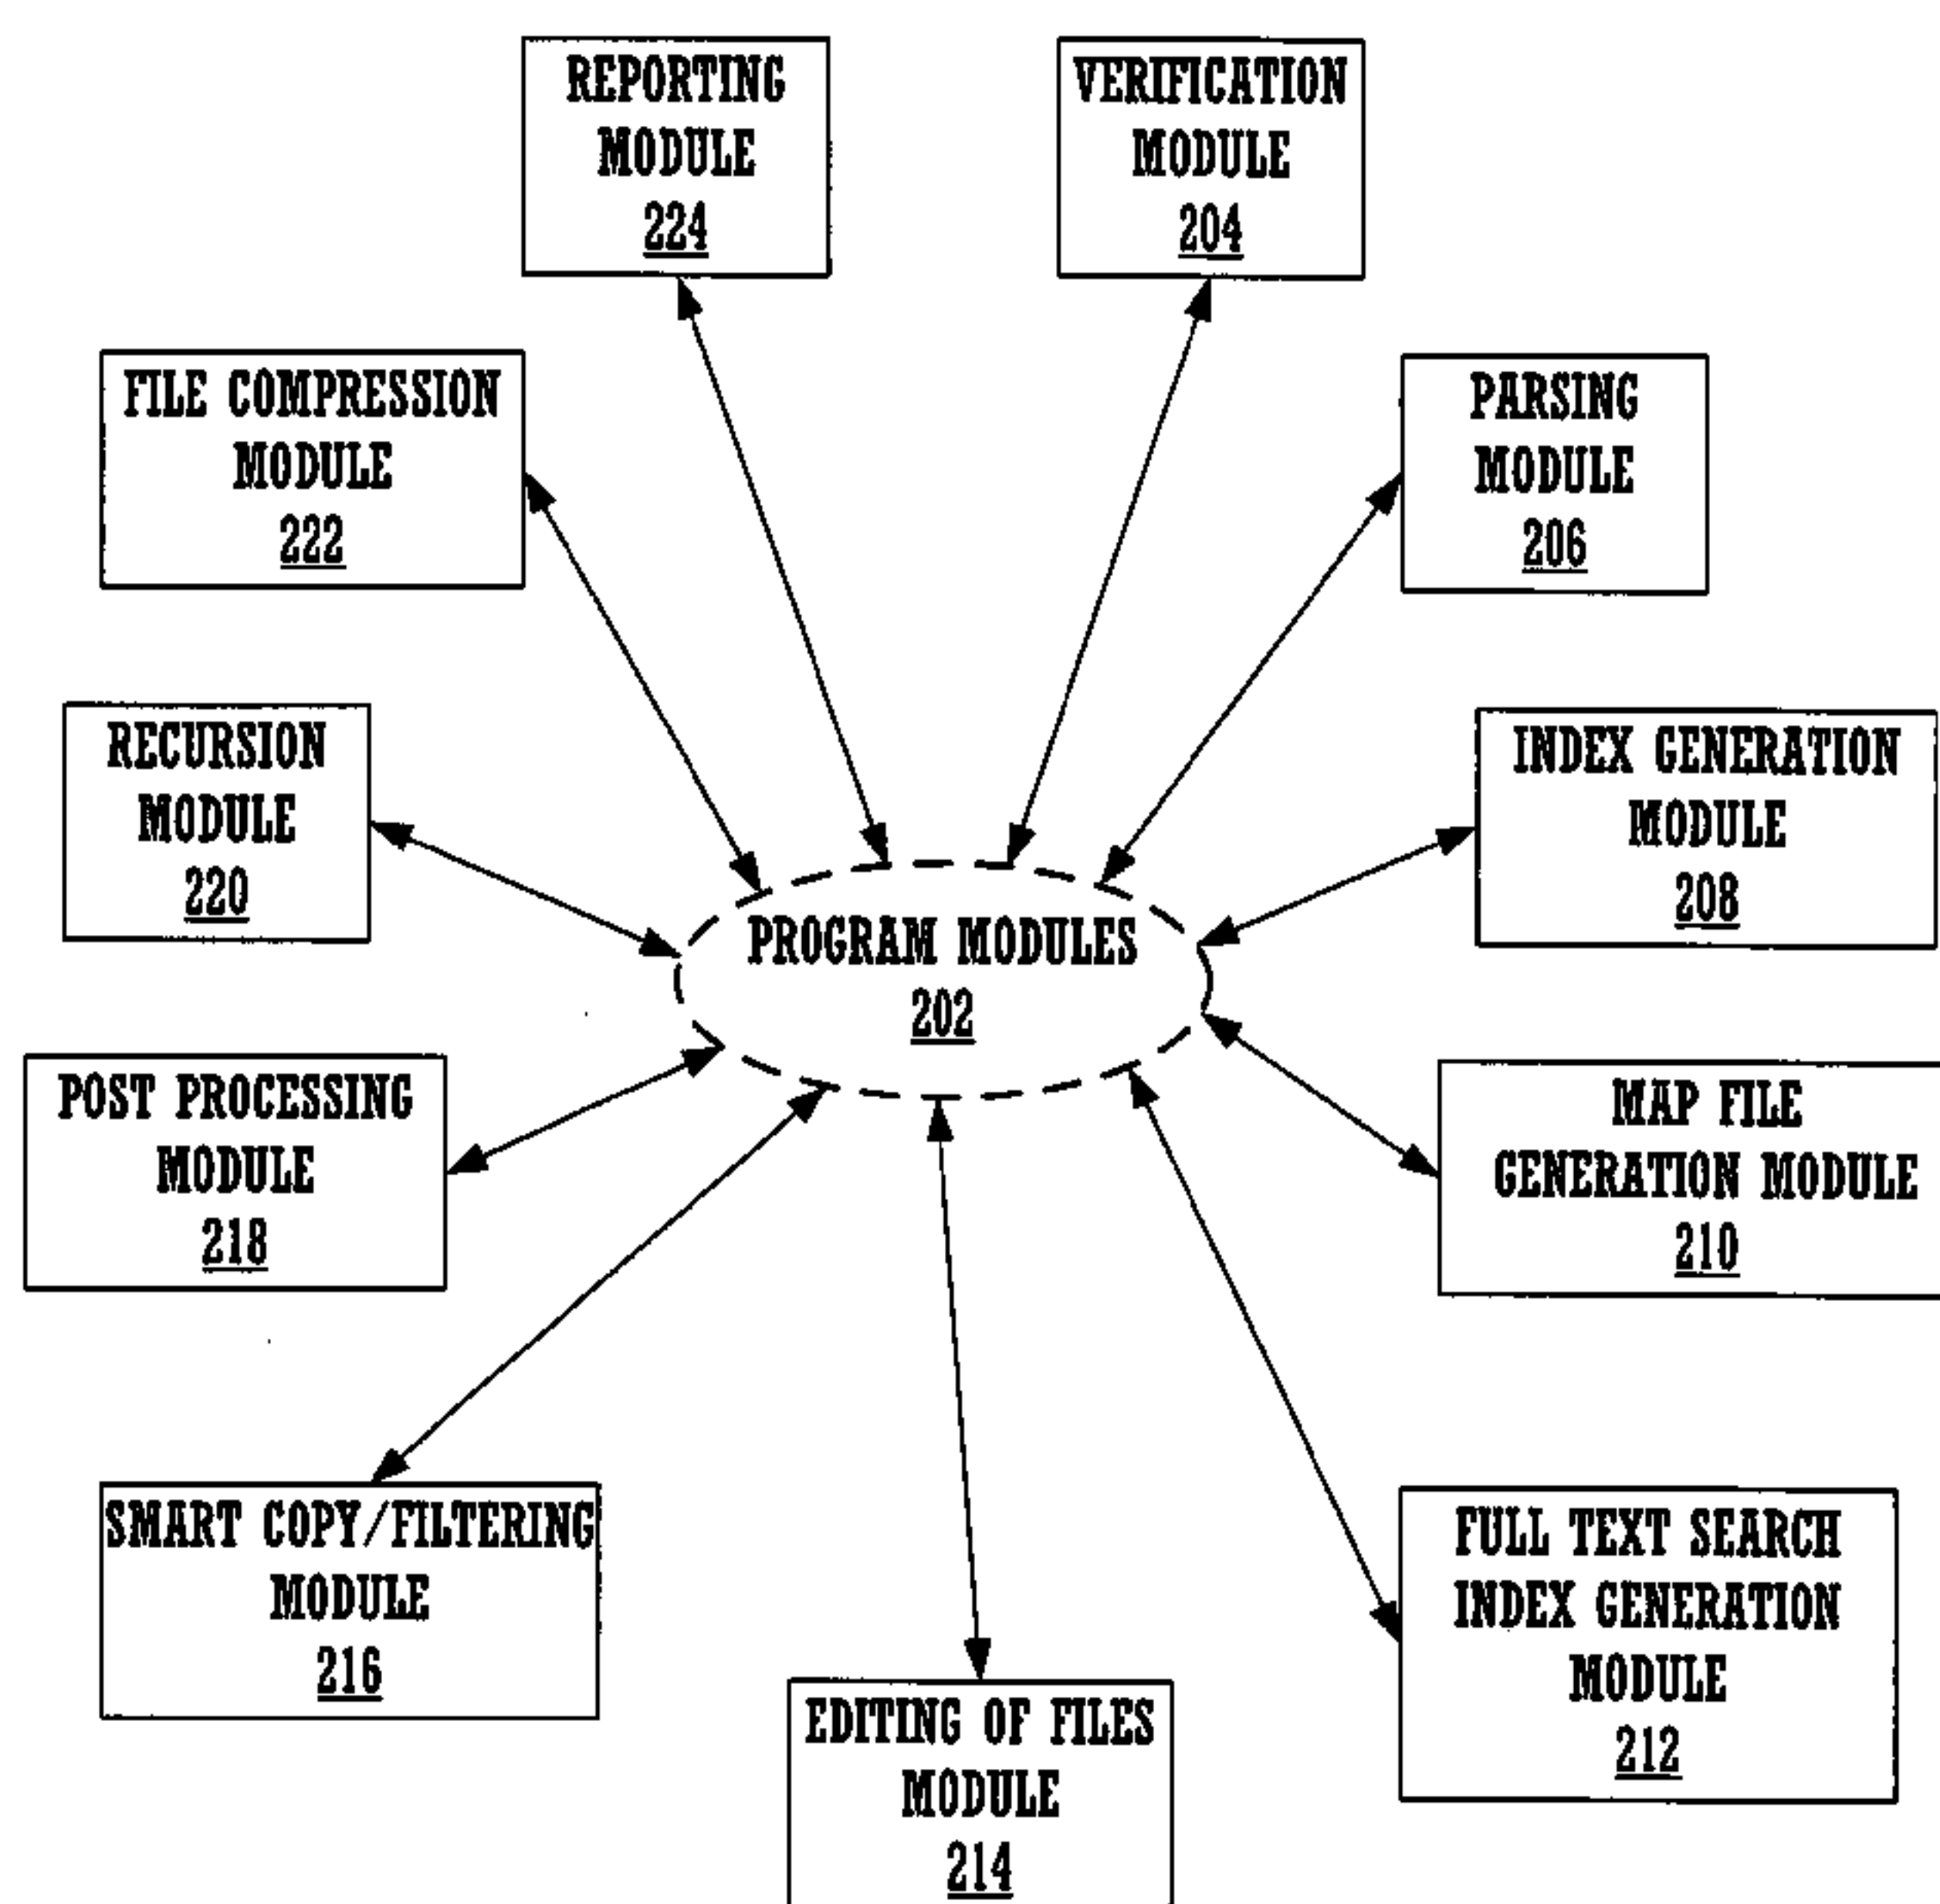 REPORTING
MODULE
224
VERIFICATION
MODULE
204
FILE COMPRESSION
MODULE
222
PARSING
MODULE
206
RECURSION
MODULE
220
INDEX GENERATION
MODULE
208
PROGRAM MODULES
202
POST PROCESSING
MODULE
218
MAP FILE
GENERATION MODULE
210
SMART COPY/FILTERING
MODULE
216
FULL TEXT SEARCH
INDEX GENERATION
MODULE
212
EDITING OF FILES
MODULE
214